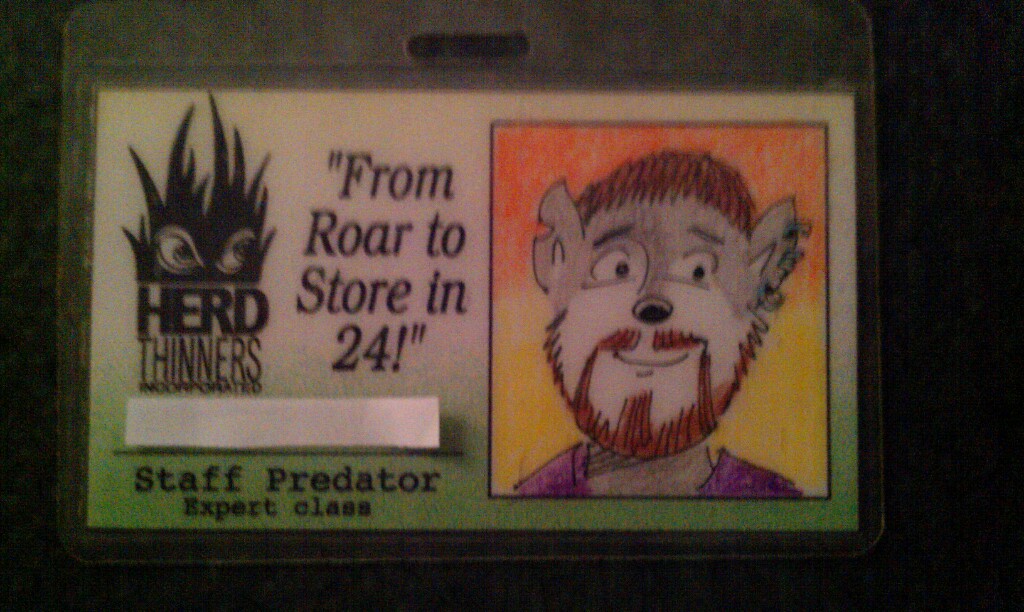 "From
Roar to
Store in
24!"
HERD
THINNERS
INCORPORATED
Staff Predator
Expert class